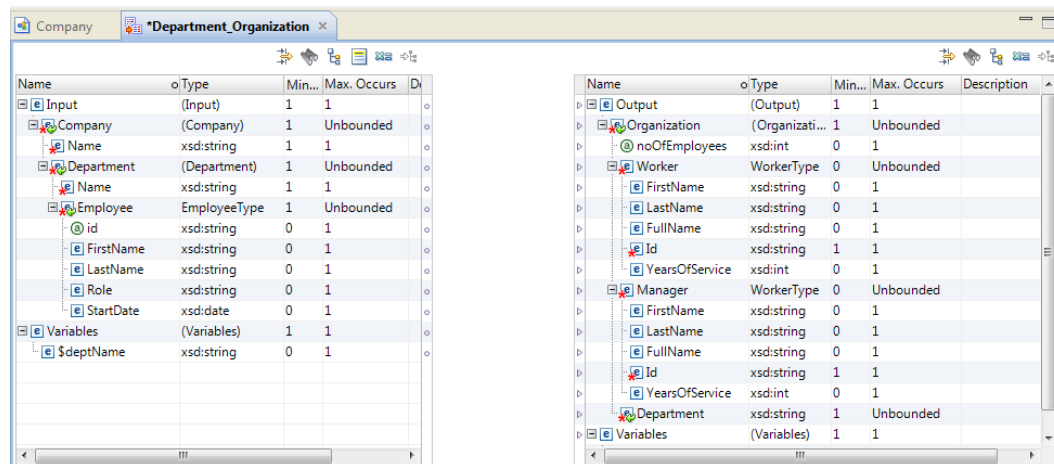 Company *Department_Organization
Name Type Min... Max. Occurs D
Input (Input) 1 1
Company (Company) 1 Unbounded
Name xsd:string 1 1
Department (Department) 1 Unbounded
Name xsd:string 1 1
Employee EmployeeType 1 Unbounded
id xsd:string 0 1
FirstName xsd:string 0 1
LastName xsd:string 0 1
Role xsd:string 0 1
StartDate xsd:date 0 1
Variables (Variables) 1 1
$deptName xsd:string 0 1
Name Type Min... Max. Occurs Description
Output (Output) 1 1
Organization (Organizati... 1 Unbounded
noOfEmployees xsd:int 0 1
Worker WorkerType 0 Unbounded
FirstName xsd:string 0 1
LastName xsd:string 0 1
FullName xsd:string 0 1
Id xsd:string 1 1
YearsOfService xsd:int 0 1
Manager WorkerType 0 Unbounded
FirstName xsd:string 0 1
LastName xsd:string 0 1
FullName xsd:string 0 1
Id xsd:string 1 1
YearsOfService xsd:int 0 1
Department xsd:string 1 Unbounded
Variables (Variables) 1 1